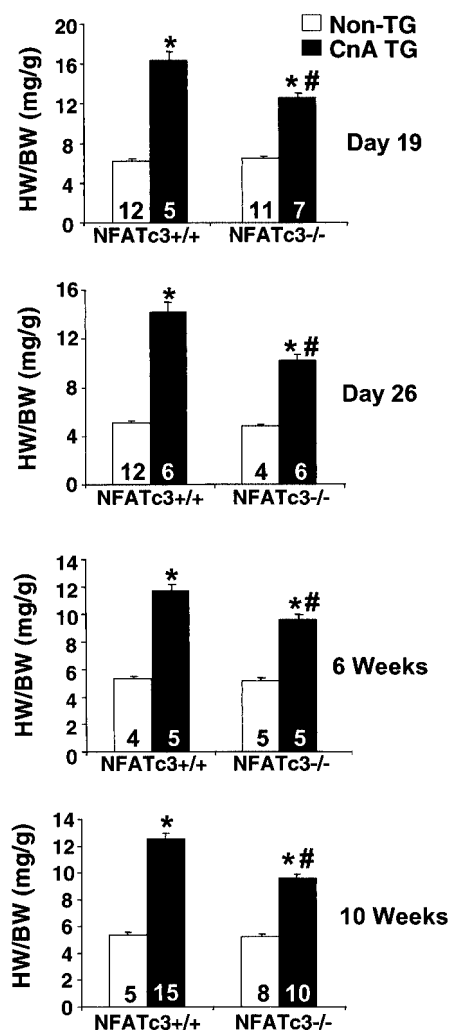 Non-TG
CnA TG
HW/BW (mg/g)
20
16
12
8
4
0
*
*#
12
5
11
7
NFATc3+/+
NFATc3-/-
Day 19
HW/BW (mg/g)
16
12
8
4
0
*
*#
12
6
4
6
NFATc3+/+
NFATc3-/-
Day 26
HW/BW (mg/g)
14
12
10
8
6
4
2
0
*
*#
4
5
5
5
NFATc3+/+
NFATc3-/-
6 Weeks
HW/BW (mg/g)
14
12
10
8
6
4
2
0
*
*#
5
15
8
10
NFATc3+/+
NFATc3-/-
10 Weeks